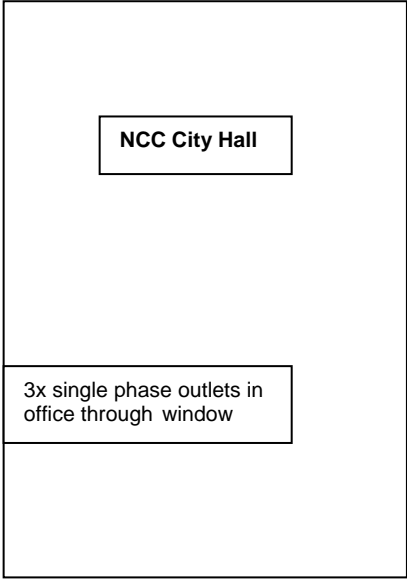 NCC City Hall
3x single phase outlets in
office through window